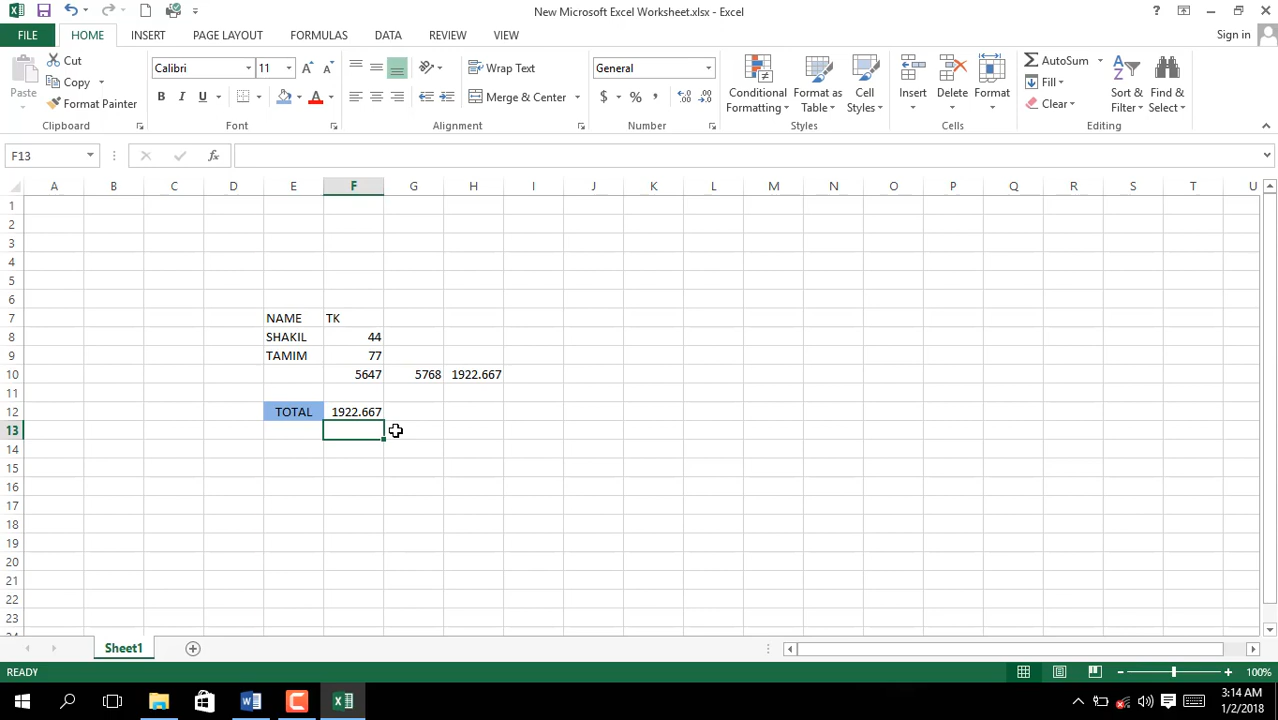 New Microsoft Excel Worksheet.xlsx - Excel
?
FILE HOME INSERT PAGE LAYOUT FORMULAS DATA REVIEW VIEW Sign in
Paste
Cut
Copy
Format Painter
Clipboard
Calibri 11
B I U
Font
Wrap Text
Merge & Center
Alignment
General
$ % ,
Number
Conditional Formatting
Format as Table
Cell Styles
Styles
Insert
Delete
Format
Cells
AutoSum
Fill
Clear
Sort & Filter
Find & Select
Editing
F13 fx
A B C D E F G H I J K L M N O P Q R S T U
1
2
3
4
5
6
7 NAME TK
8 SHAKIL 44
9 TAMIM 77
10 5647 5768 1922.667
11
12 TOTAL 1922.667
13
14
15
16
17
18
19
20
21
22
23
24
Sheet1
READY 100%
3:14 AM
1/2/2018